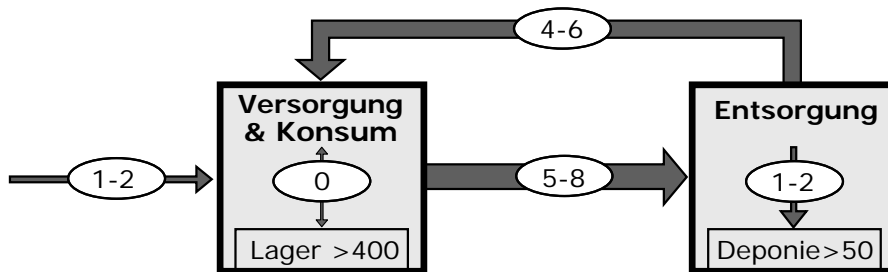 4-6
Versorgung
& Konsum
Entsorgung
1-2
0
5-8
1-2
Lager >400
Deponie>50